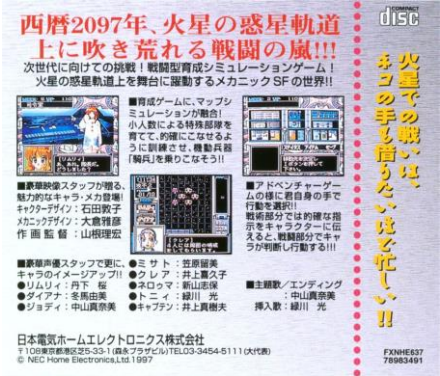 西暦2097年、火星の惑星軌道
上に吹き荒れる戦闘の嵐!!!
次世代に向けての挑戦！戦闘型育成シミュレーションゲーム！
火星の惑星軌道上を舞台に躍動するメカニックSFの世界!!
■育成ゲームに、マップシ
ミュレーションが融合！
小人数による特殊部隊を
育てて、的確にこなせるよ
うに訓練させ、機動兵器
「騎兵」を乗りこなそう!!
■豪華映像スタッフが贈る、
魅力的なキャラ・メカ登場！
キャラクターデザイン：石田敦子
メカニックデザイン：大倉雅彦
作画監督：山根理宏
■アドベンチャーゲー
ムの様に君自身の手で
行動を選択!!
戦術部分では的確な指
示をキャラクターに伝
えると、戦闘部分でキャ
ラが判断し行動する!!!
■豪華声優スタッフで更に、
キャラのイメージアップ!!
●リムリィ：丹下 桜
●ダイアナ：冬馬由美
●ジョディ：中山真奈美
●ミサト：笠原留美
●クレア：井上喜久子
●ネロッマ：新山志保
●トニィ：緑川 光
●キャプテン：井上真樹夫
■主題歌／エンディング
中山真奈美
挿入歌：緑川 光
日本電気ホームエレクトロニクス株式会社
〒108東京都港区芝5-33-1(森永プラザビル)TEL03-3454-5111(大代表)
© NEC Home Electronics,Ltd.1997
COMPACT
disc
火星での戦いは、
ネコの手も借りたいほど忙しい!!
FXNHE637
78983491